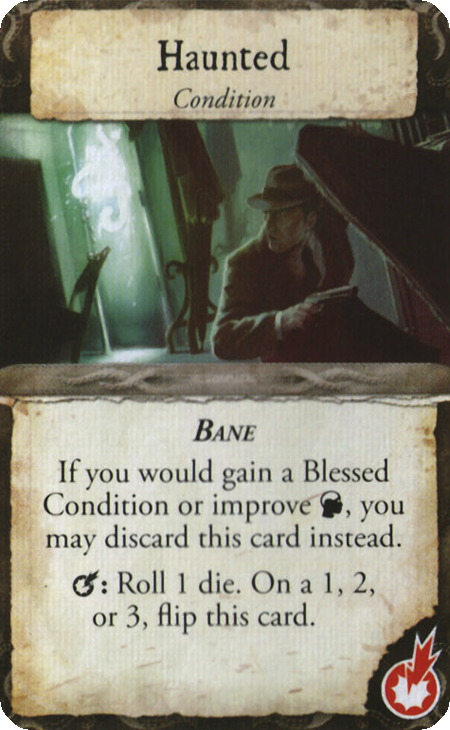 Haunted
Condition
BANE
If you would gain a Blessed
Condition or improve , you
may discard this card instead.
: Roll 1 die. On a 1, 2,
or 3, flip this card.